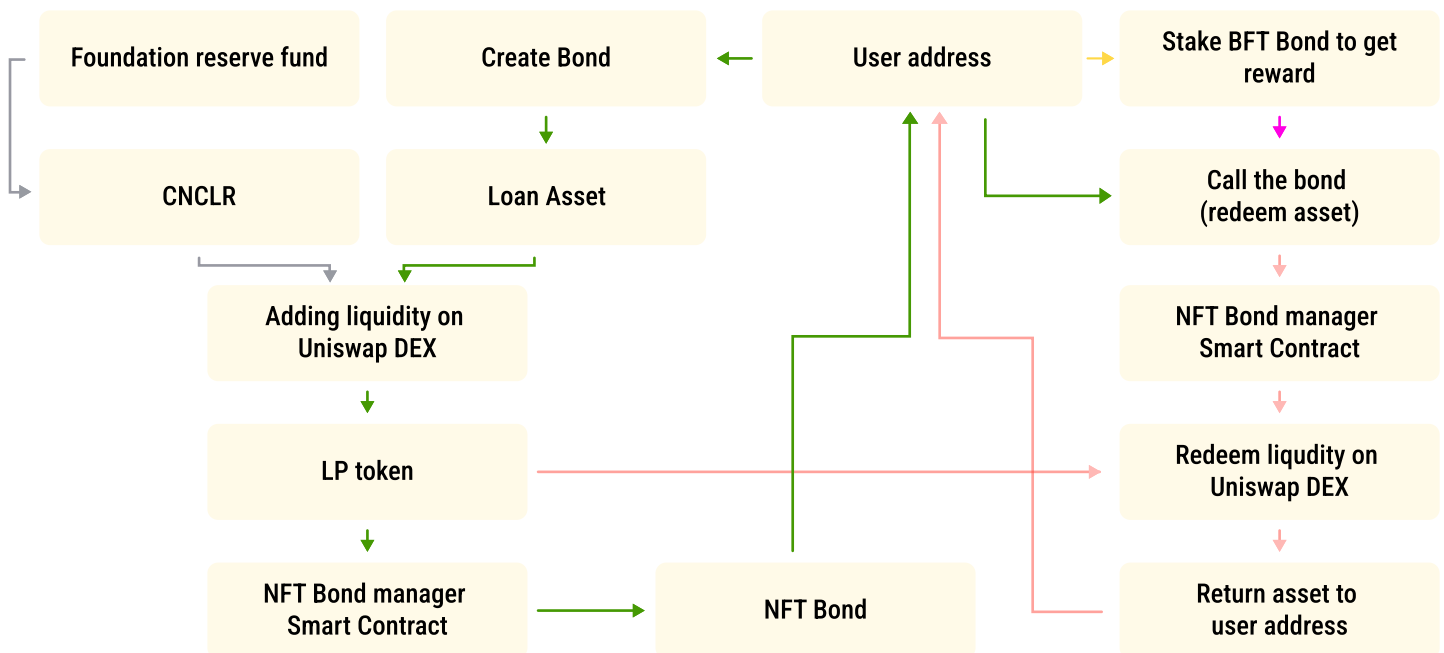 Foundation reserve fund
Create Bond
User address
Stake BFT Bond to get
reward
CNCLR
Loan Asset
Call the bond
(redeem asset)
Adding liquidity on
Uniswap DEX
NFT Bond manager
Smart Contract
LP token
Redeem liqudity on
Uniswap DEX
NFT Bond manager
Smart Contract
NFT Bond
Return asset to
user address